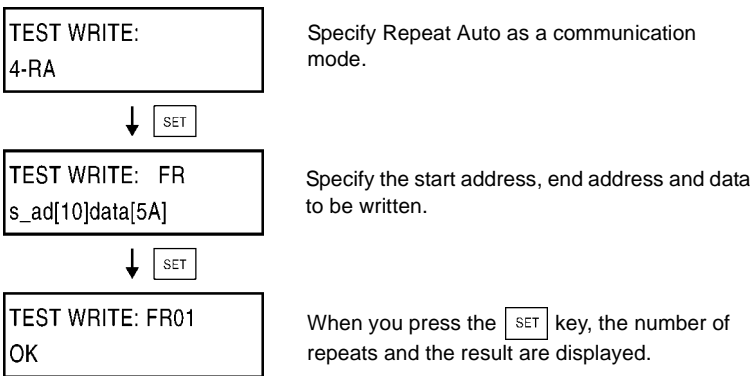 TEST WRITE:
4-RA
Specify Repeat Auto as a communication
mode.
SET
TEST WRITE: FR
s_ad[10]data[5A]
Specify the start address, end address and data
to be written.
SET
TEST WRITE: FR01
OK
When you press the SET key, the number of
repeats and the result are displayed.